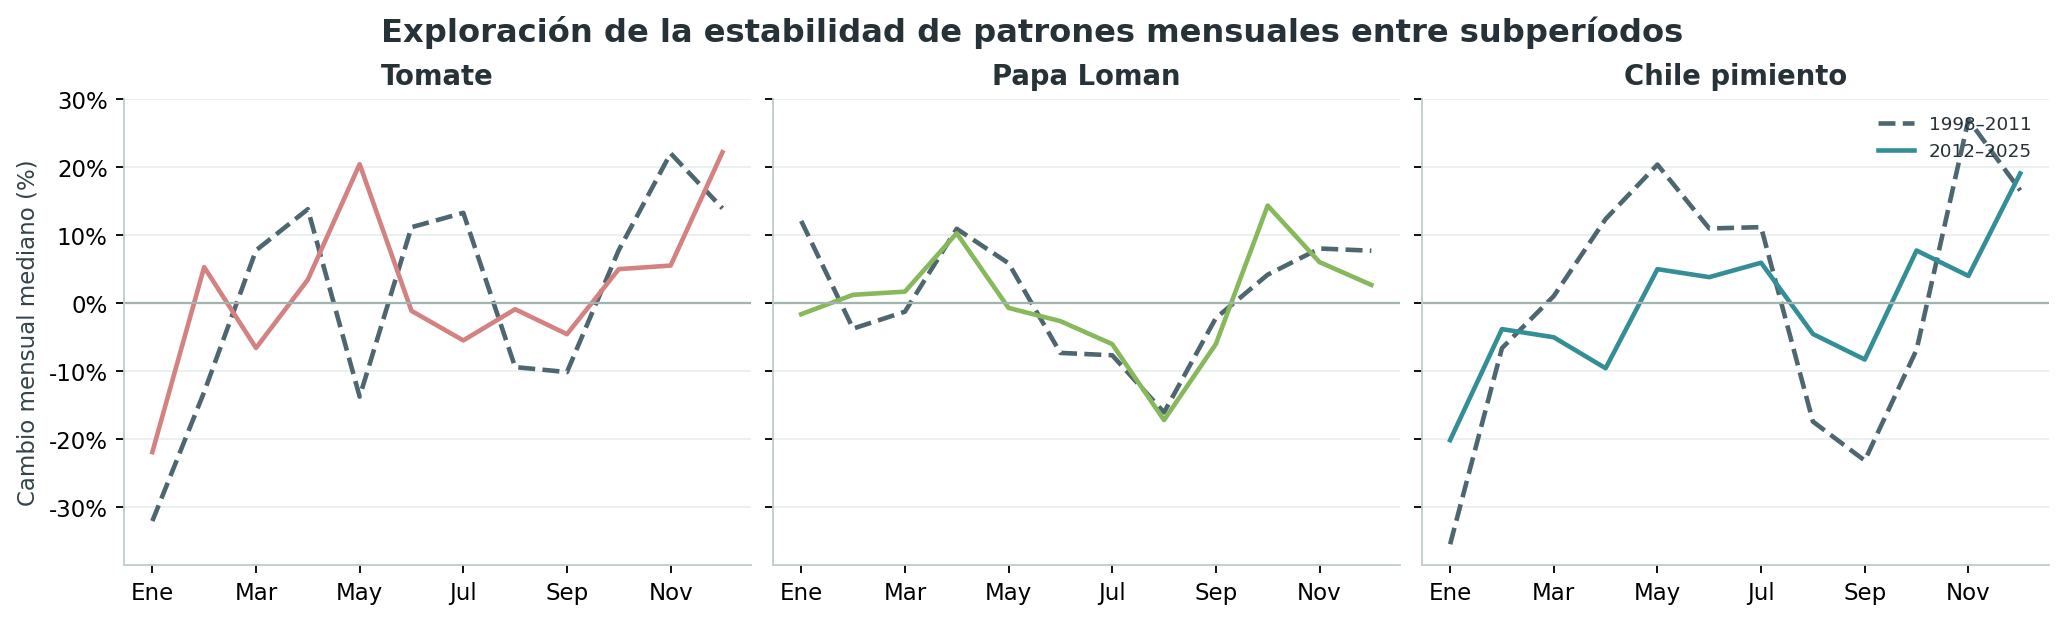 Exploración de la estabilidad de patrones mensuales entre subperíodos
Tomate
Papa Loman
Chile pimiento
Cambio mensual mediano (%)
30%
20%
10%
0%
-10%
-20%
-30%
1998–2011
2012–2025
Ene Mar May Jul Sep Nov
Ene Mar May Jul Sep Nov
Ene Mar May Jul Sep Nov